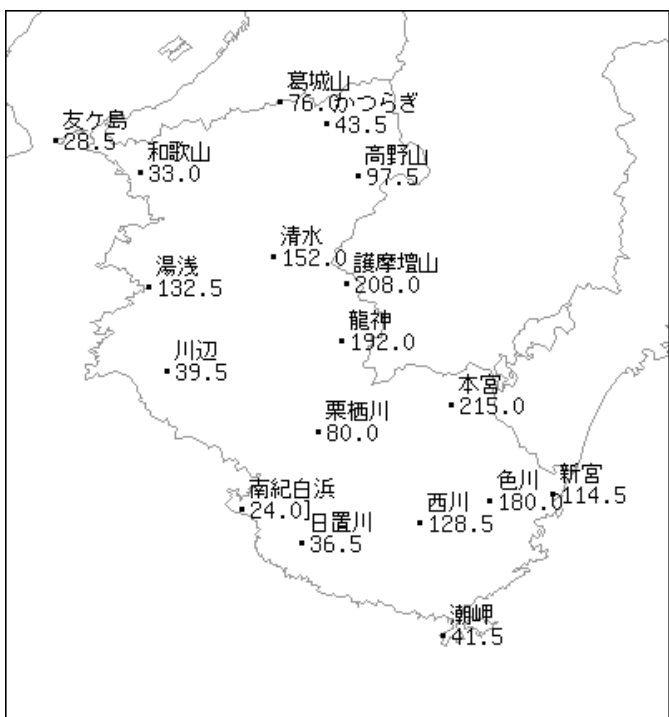 葛城山
76.0
かつらぎ
43.5
友ケ島
28.5
和歌山
33.0
高野山
97.5
清水
152.0
湯浅
132.5
護摩壇山
208.0
龍神
192.0
川辺
39.5
本宮
215.0
栗栖川
80.0
南紀白浜
24.0]
日置川
36.5
西川
128.5
色川
180.0
新宮
114.5
潮岬
41.5